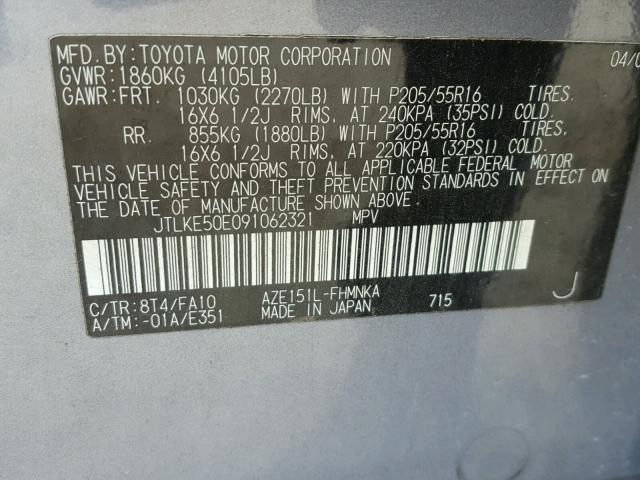 MFD. BY: TOYOTA MOTOR CORPORATION 04/0
GVWR: 1860KG (4105LB)
GAWR: FRT. 1030KG (2270LB) WITH P205/55R16 TIRES.
16X6 1/2J RIMS, AT 240KPA (35PSI) COLD.
RR. 855KG (1880LB) WITH P205/55R16 TIRES,
16X6 1/2J RIMS, AT 220KPA (32PSI) COLD.
THIS VEHICLE CONFORMS TO ALL APPLICABLE FEDERAL MOTOR
VEHICLE SAFETY AND THEFT PREVENTION STANDARDS IN EFFECT ON
THE DATE OF MANUFACTURE SHOWN ABOVE.
JTLKE50E091062321 MPV
C/TR: 8T4/FA10 AZE151L-FHMNKA 715 J
A/TM: -01A/E351 MADE IN JAPAN